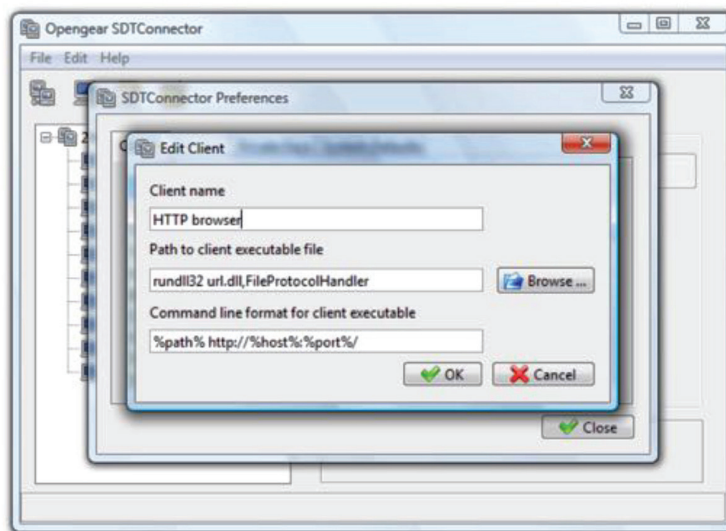 Opengear SDTConnector
File Edit Help
SDTConnector Preferences
Edit Client
Client name
HTTP browser
Path to client executable file
rundll32 url.dll,FileProtocolHandler
Browse ...
Command line format for client executable
%path% http://%host%:%port%/
OK
Cancel
Close